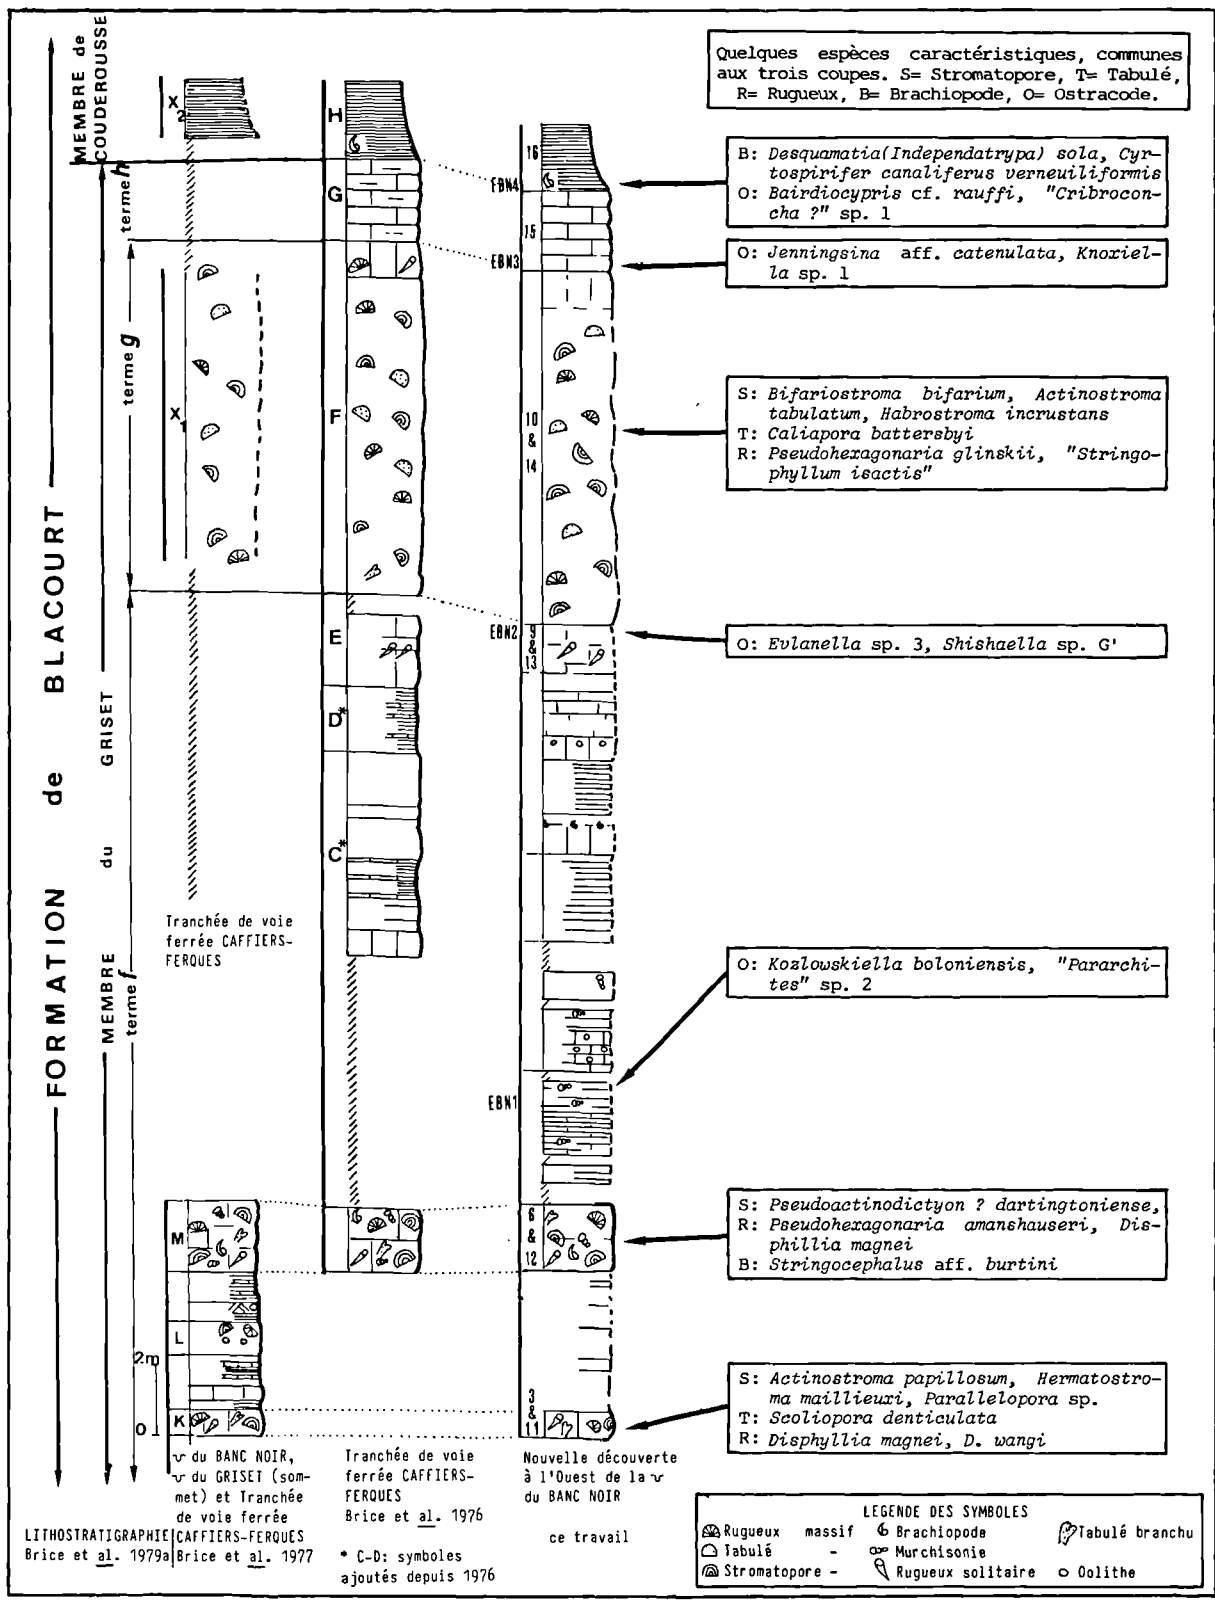 FORMATION de BLACOURT
MEMBRE de
COUDEROUSSE
MEMBRE du GRISET
terme h
terme g
terme f
X2
X1
Tranchée de voie
ferrée CAFFIERS-
FERQUES
M
L
K
2m
0
H
G
F
E
D*
C*
16
EBN4
15
EBN3
10
&
14
EBN2
9
&
13
EBN1
6
&
12
3
&
11
Quelques espèces caractéristiques, communes
aux trois coupes. S= Stromatopore, T= Tabulé,
R= Rugueux, B= Brachiopode, O= Ostracode.
B: Desquamatia(Independatrypa) sola, Cyr-
tospirifer canaliferus verneuiliformis
O: Bairdiocypris cf. rauffi, "Cribrocon-
cha ?" sp. 1
O: Jenningsina aff. catenulata, Knoxiel-
la sp. 1
S: Bifariostroma bifarium, Actinostroma
tabulatum, Habrostroma incrustans
T: Caliapora battersbyi
R: Pseudohexagonaria glinskii, "Stringo-
phyllum isactis"
O: Evlanella sp. 3, Shishaella sp. G'
O: Kozlowskiella boloniensis, "Pararchi-
tes" sp. 2
S: Pseudoactinodictyon ? dartingtoniense,
R: Pseudohexagonaria amanshauseri, Dis-
phillia magnei
B: Stringocephalus aff. burtini
S: Actinostroma papillosum, Hermatostro-
ma maillieuxi, Parallelopora sp.
T: Scoliopora denticulata
R: Disphyllia magnei, D. wangi
LITHOSTRATIGRAPHIE
Brice et al. 1979a
du BANC NOIR,
du GRISET (som-
met) et Tranchée
de voie ferrée
CAFFIERS-FERQUES
Brice et al. 1977
Tranchée de voie
ferrée CAFFIERS-
FERQUES
Brice et al. 1976
* C-D: symboles
ajoutés depuis 1976
Nouvelle découverte
à l'Ouest de la
du BANC NOIR
ce travail
LEGENDE DES SYMBOLES
Rugueux massif
Brachiopode
Tabulé branchu
Tabulé -
Murchisonie
Stromatopore -
Rugueux solitaire
Oolithe